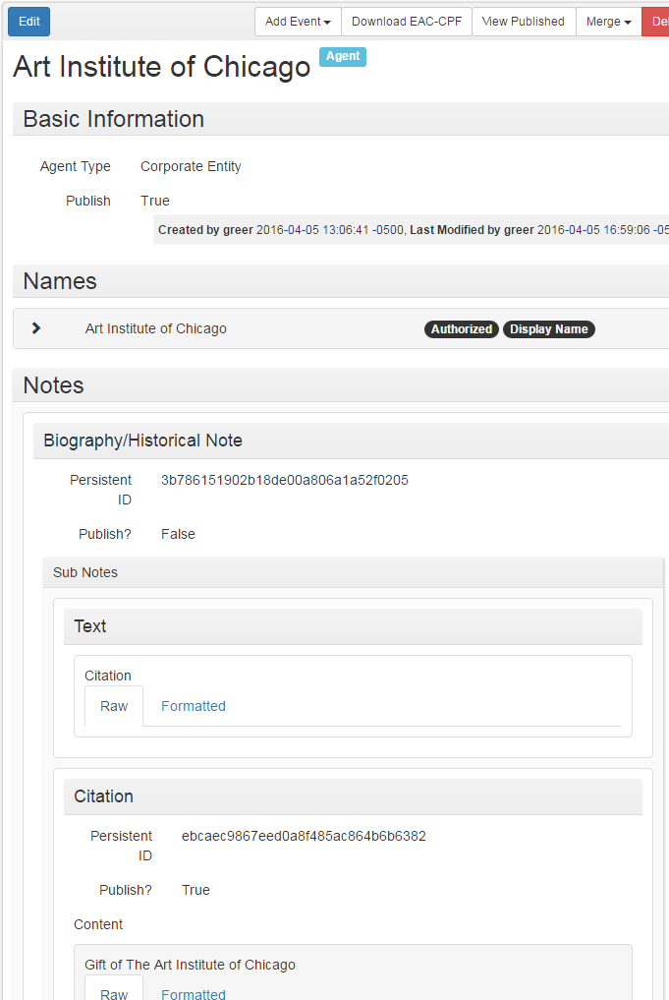 Edit Add Event Download EAC-CPF View Published Merge
Art Institute of Chicago Agent
Basic Information
Agent Type Corporate Entity
Publish True
Created by greer 2016-04-05 13:06:41 -0500, Last Modified by greer 2016-04-05 16:59:06 -05
Names
Art Institute of Chicago Authorized Display Name
Notes
Biography/Historical Note
Persistent 3b786151902b18de00a806a1a52f0205
ID
Publish? False
Sub Notes
Text
Citation
Raw Formatted
Citation
Persistent ebcaec9867eed0a8f485ac864b6b6382
ID
Publish? True
Content
Gift of The Art Institute of Chicago
Raw Formatted